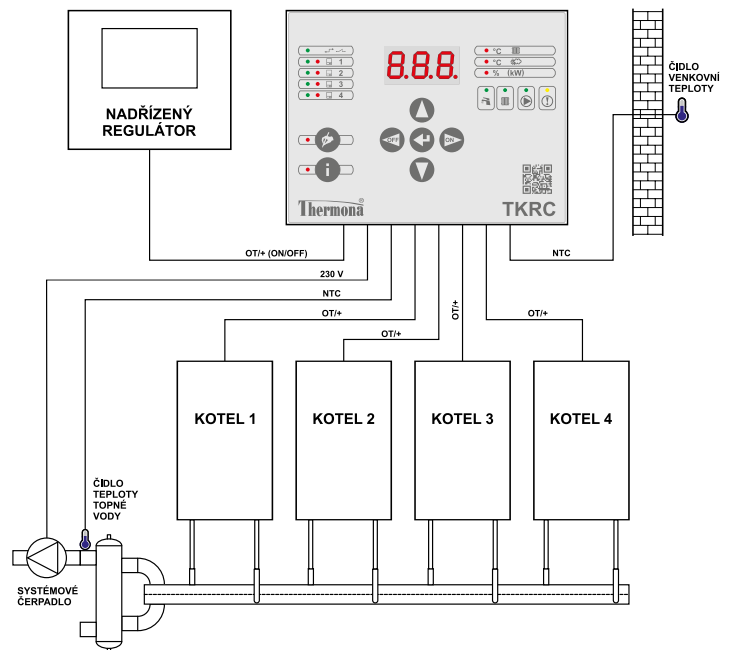 NADŘÍZENÝ
REGULÁTOR
1
2
3
4
8.8.8.
°C
°C
% (kW)
OFF
ON
i
Thermona®
TKRC
ČIDLO
VENKOVNÍ
TEPLOTY
OT/+ (ON/OFF)
NTC
230 V
NTC
OT/+
OT/+
OT/+
OT/+
KOTEL 1
KOTEL 2
KOTEL 3
KOTEL 4
ČIDLO
TEPLOTY
TOPNÉ
VODY
SYSTÉMOVÉ
ČERPADLO